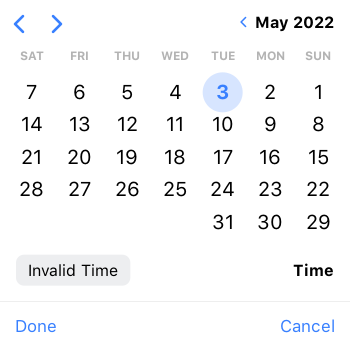 May 2022
SAT FRI THU WED TUE MON SUN
7 6 5 4 3 2 1
14 13 12 11 10 9 8
21 20 19 18 17 16 15
28 27 26 25 24 23 22
31 30 29
Invalid Time Time
Done Cancel